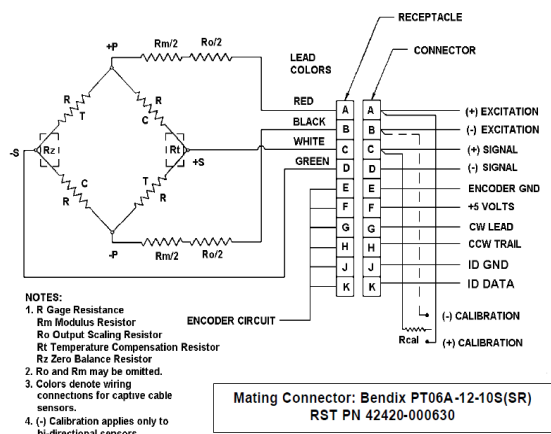 RECEPTACLE
CONNECTOR
+P
Rm/2
Ro/2
LEAD
COLORS
RED
BLACK
WHITE
GREEN
R
T
R
C
-S
Rz
Rt
+S
C
R
T
R
-P
Rm/2
Ro/2
A
B
C
D
E
F
G
H
J
K
A
B
C
D
E
F
G
H
J
K
(+) EXCITATION
(-) EXCITATION
(+) SIGNAL
(-) SIGNAL
ENCODER GND
+5 VOLTS
CW LEAD
CCW TRAIL
ID GND
ID DATA
(-) CALIBRATION
Rcal
(+) CALIBRATION
ENCODER CIRCUIT
NOTES:
1. R Gage Resistance
Rm Modulus Resistor
Ro Output Scaling Resistor
Rt Temperature Compensation Resistor
Rz Zero Balance Resistor
2. Ro and Rm may be omitted.
3. Colors denote wiring
connections for captive cable
sensors.
4. (-) Calibration applies only to
bi-directional sensors
Mating Connector: Bendix PT06A-12-10S(SR)
RST PN 42420-000630